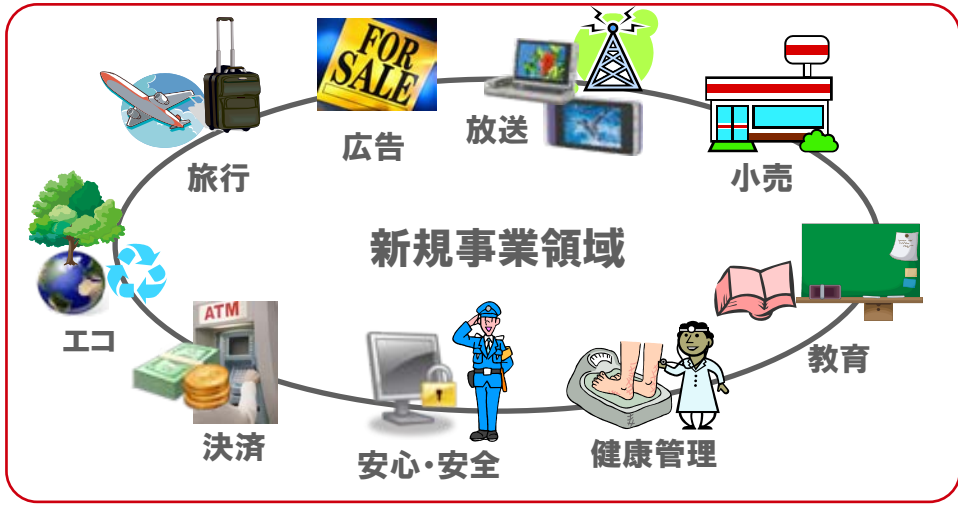 FOR
SALE
旅行
広告
放送
小売
新規事業領域
エコ
ATM
教育
決済
安心・安全
健康管理